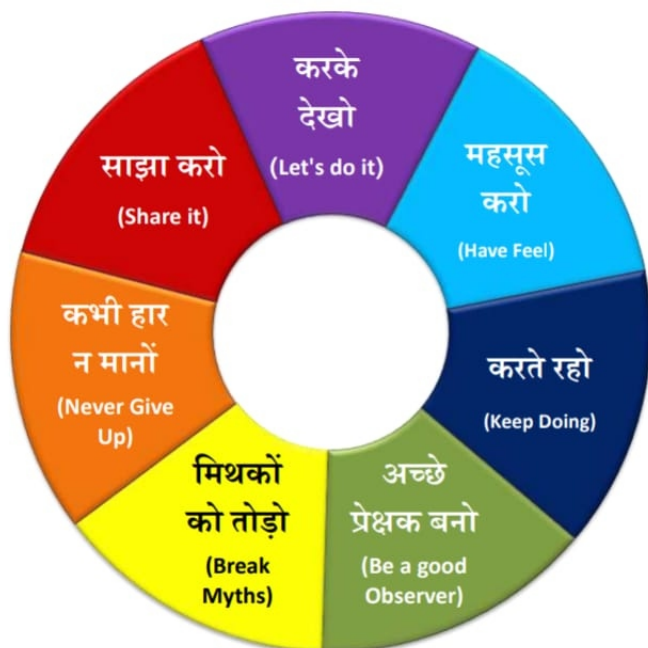 करके
देखो
(Let's do it)
महसूस
करो
(Have Feel)
करते रहो
(Keep Doing)
अच्छे
प्रेक्षक बनो
(Be a good
Observer)
मिथकों
को तोड़ो
(Break
Myths)
कभी हार
न मानों
(Never Give
Up)
साझा करो
(Share it)